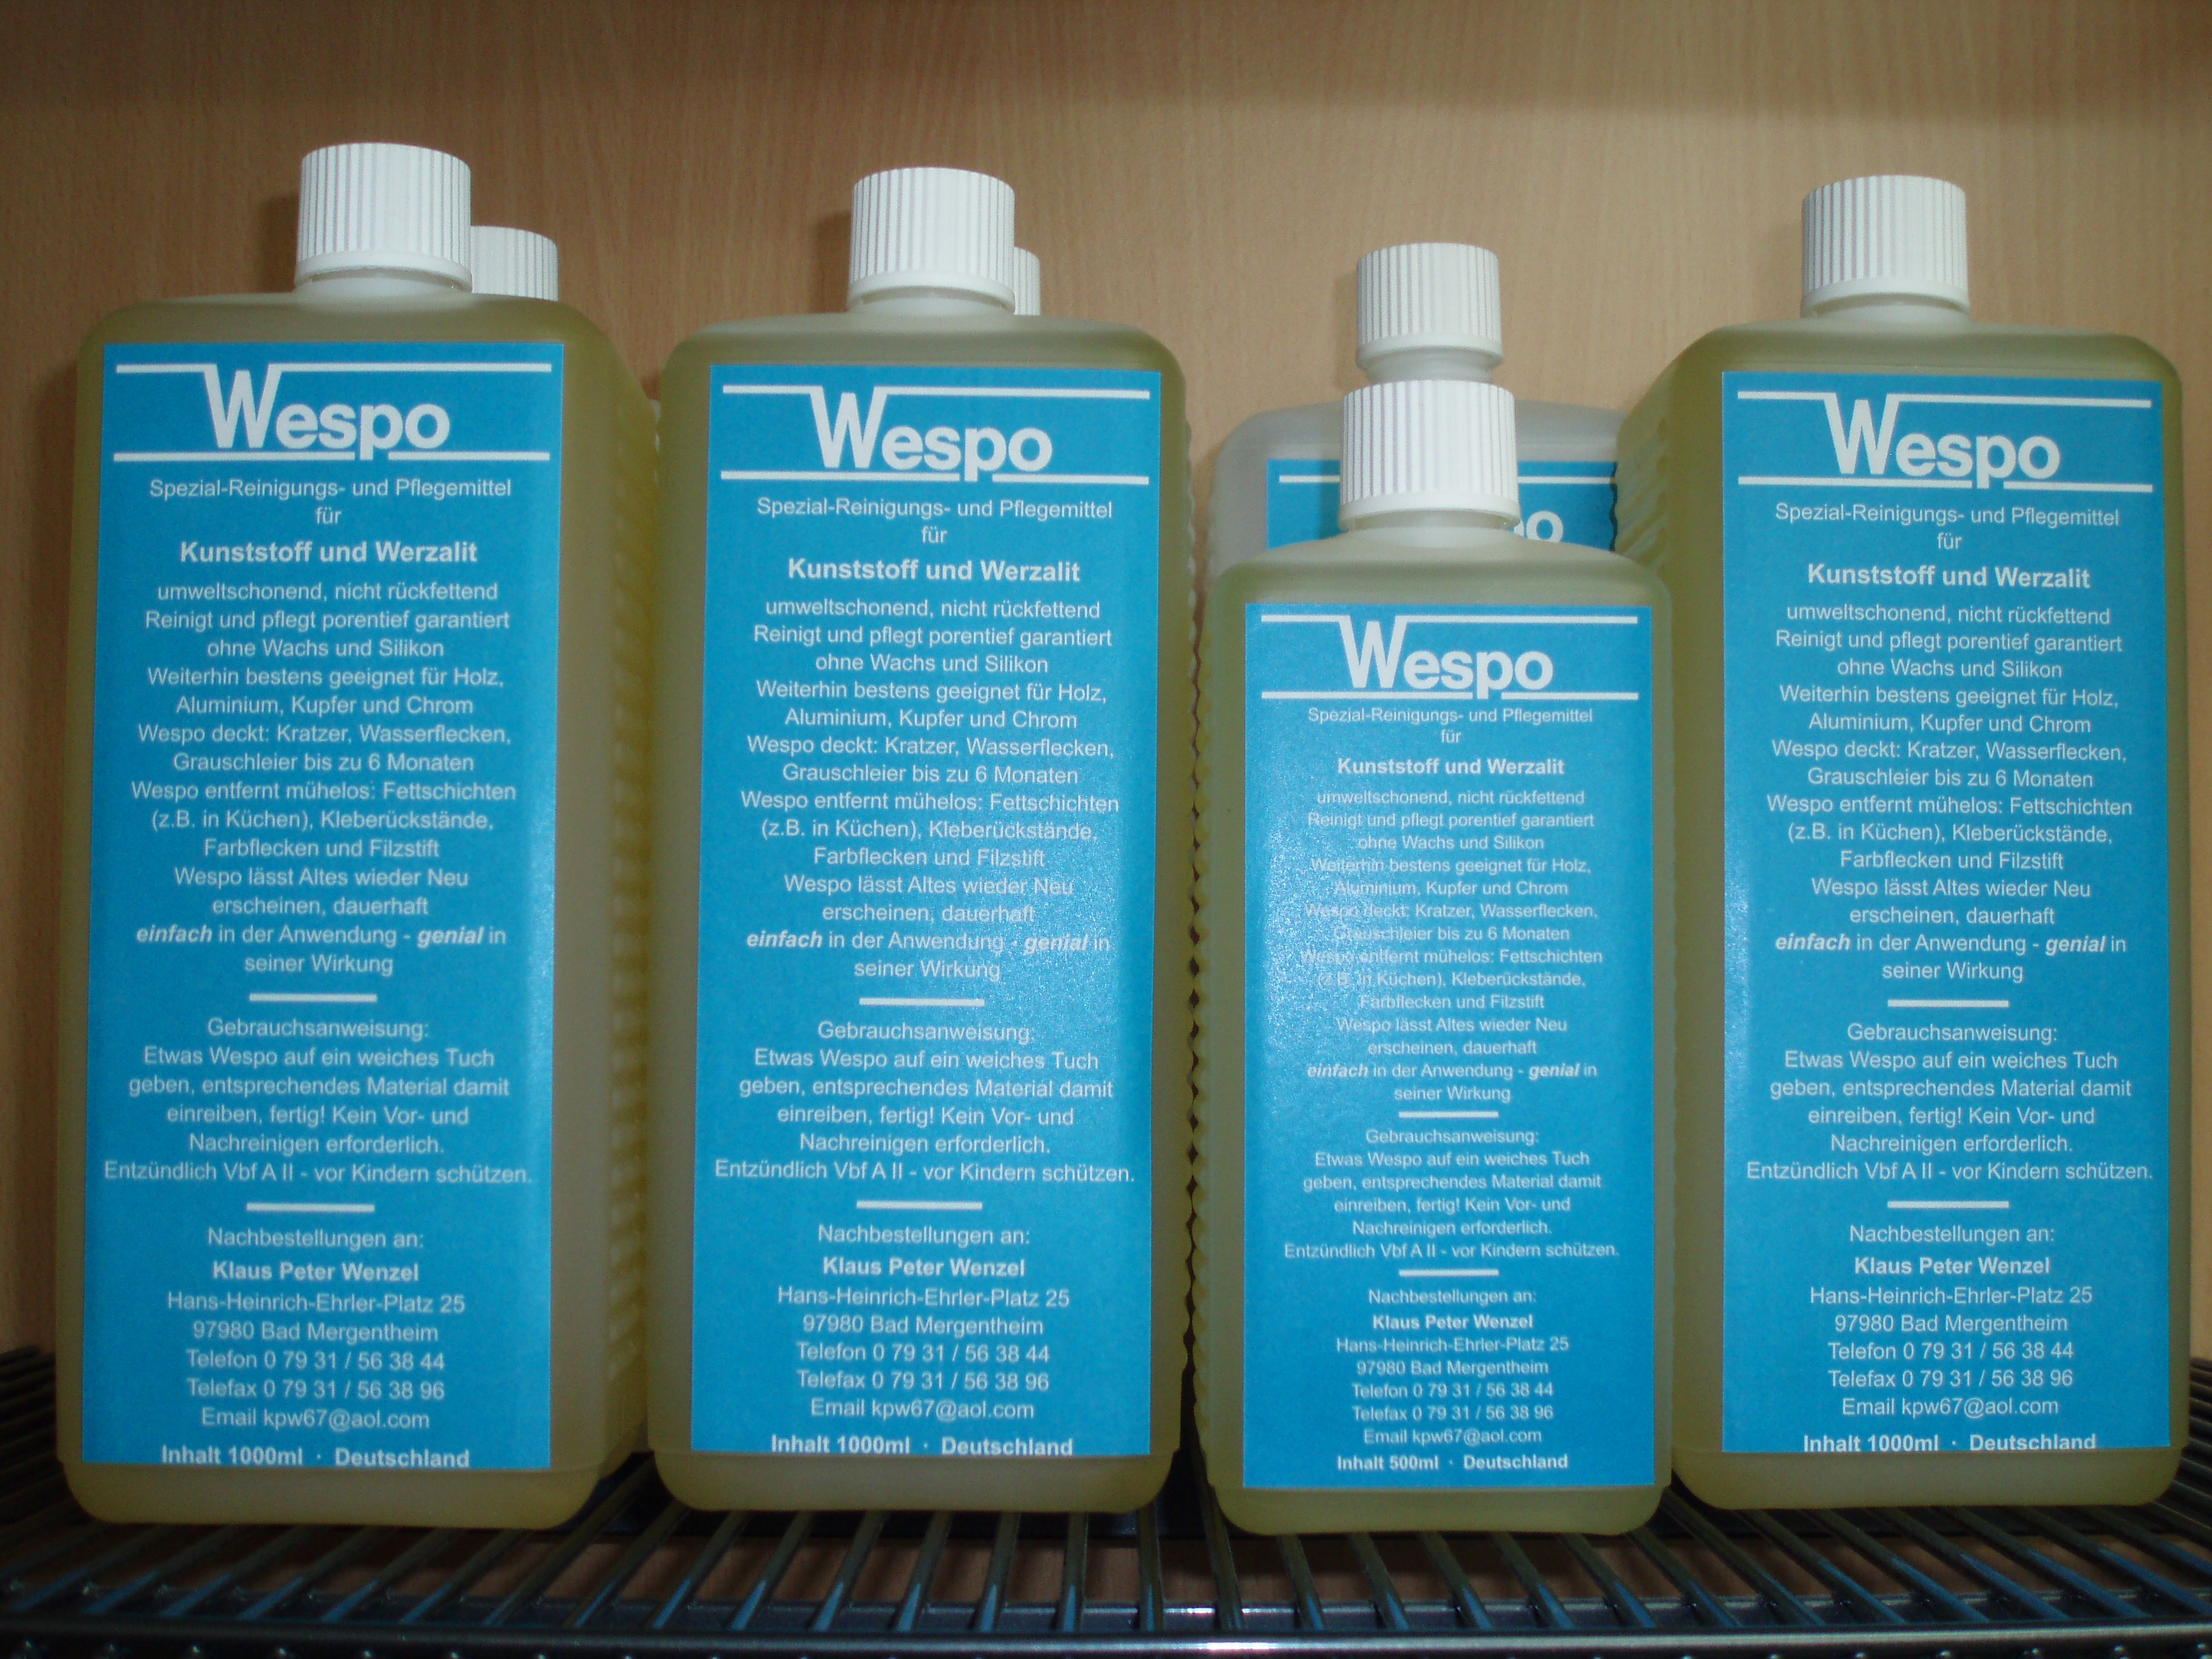 Wespo
Spezial-Reinigungs- und Pflegemittel
für
Kunststoff und Werzalit
umweltschonend, nicht rückfettend
Reinigt und pflegt porentief garantiert
ohne Wachs und Silikon
Weiterhin bestens geeignet für Holz,
Aluminium, Kupfer und Chrom
Wespo deckt: Kratzer, Wasserflecken,
Grauschleier bis zu 6 Monaten
Wespo entfernt mühelos: Fettschichten
(z.B. in Küchen), Kleberückstände,
Farbflecken und Filzstift
Wespo lässt Altes wieder Neu
erscheinen, dauerhaft
einfach in der Anwendung - genial in
seiner Wirkung
Gebrauchsanweisung:
Etwas Wespo auf ein weiches Tuch
geben, entsprechendes Material damit
einreiben, fertig! Kein Vor- und
Nachreinigen erforderlich.
Entzündlich Vbf A II - vor Kindern schützen.
Nachbestellungen an:
Klaus Peter Wenzel
Hans-Heinrich-Ehrler-Platz 25
97980 Bad Mergentheim
Telefon 0 79 31 / 56 38 44
Telefax 0 79 31 / 56 38 96
Email kpw67@aol.com
Inhalt 1000ml · Deutschland
Wespo
Spezial-Reinigungs- und Pflegemittel
für
Kunststoff und Werzalit
umweltschonend, nicht rückfettend
Reinigt und pflegt porentief garantiert
ohne Wachs und Silikon
Weiterhin bestens geeignet für Holz,
Aluminium, Kupfer und Chrom
Wespo deckt: Kratzer, Wasserflecken,
Grauschleier bis zu 6 Monaten
Wespo entfernt mühelos: Fettschichten
(z.B. in Küchen), Kleberückstände,
Farbflecken und Filzstift
Wespo lässt Altes wieder Neu
erscheinen, dauerhaft
einfach in der Anwendung - genial in
seiner Wirkung
Gebrauchsanweisung:
Etwas Wespo auf ein weiches Tuch
geben, entsprechendes Material damit
einreiben, fertig! Kein Vor- und
Nachreinigen erforderlich.
Entzündlich Vbf A II - vor Kindern schützen.
Nachbestellungen an:
Klaus Peter Wenzel
Hans-Heinrich-Ehrler-Platz 25
97980 Bad Mergentheim
Telefon 0 79 31 / 56 38 44
Telefax 0 79 31 / 56 38 96
Email kpw67@aol.com
Inhalt 1000ml · Deutschland
po
Wespo
Spezial-Reinigungs- und Pflegemittel
für
Kunststoff und Werzalit
umweltschonend, nicht rückfettend
Reinigt und pflegt porentief garantiert
ohne Wachs und Silikon
Weiterhin bestens geeignet für Holz,
Aluminium, Kupfer und Chrom
Wespo deckt: Kratzer, Wasserflecken,
Grauschleier bis zu 6 Monaten
Wespo entfernt mühelos: Fettschichten
(z.B. in Küchen), Kleberückstände,
Farbflecken und Filzstift
Wespo lässt Altes wieder Neu
erscheinen, dauerhaft
einfach in der Anwendung - genial in
seiner Wirkung
Gebrauchsanweisung:
Etwas Wespo auf ein weiches Tuch
geben, entsprechendes Material damit
einreiben, fertig! Kein Vor- und
Nachreinigen erforderlich.
Entzündlich Vbf A II - vor Kindern schützen.
Nachbestellungen an:
Klaus Peter Wenzel
Hans-Heinrich-Ehrler-Platz 25
97980 Bad Mergentheim
Telefon 0 79 31 / 56 38 44
Telefax 0 79 31 / 56 38 96
Email kpw67@aol.com
Inhalt 500ml · Deutschland
Wespo
Spezial-Reinigungs- und Pflegemittel
für
Kunststoff und Werzalit
umweltschonend, nicht rückfettend
Reinigt und pflegt porentief garantiert
ohne Wachs und Silikon
Weiterhin bestens geeignet für Holz,
Aluminium, Kupfer und Chrom
Wespo deckt: Kratzer, Wasserflecken,
Grauschleier bis zu 6 Monaten
Wespo entfernt mühelos: Fettschichten
(z.B. in Küchen), Kleberückstände,
Farbflecken und Filzstift
Wespo lässt Altes wieder Neu
erscheinen, dauerhaft
einfach in der Anwendung - genial in
seiner Wirkung
Gebrauchsanweisung:
Etwas Wespo auf ein weiches Tuch
geben, entsprechendes Material damit
einreiben, fertig! Kein Vor- und
Nachreinigen erforderlich.
Entzündlich Vbf A II - vor Kindern schützen.
Nachbestellungen an:
Klaus Peter Wenzel
Hans-Heinrich-Ehrler-Platz 25
97980 Bad Mergentheim
Telefon 0 79 31 / 56 38 44
Telefax 0 79 31 / 56 38 96
Email kpw67@aol.com
Inhalt 1000ml · Deutschland